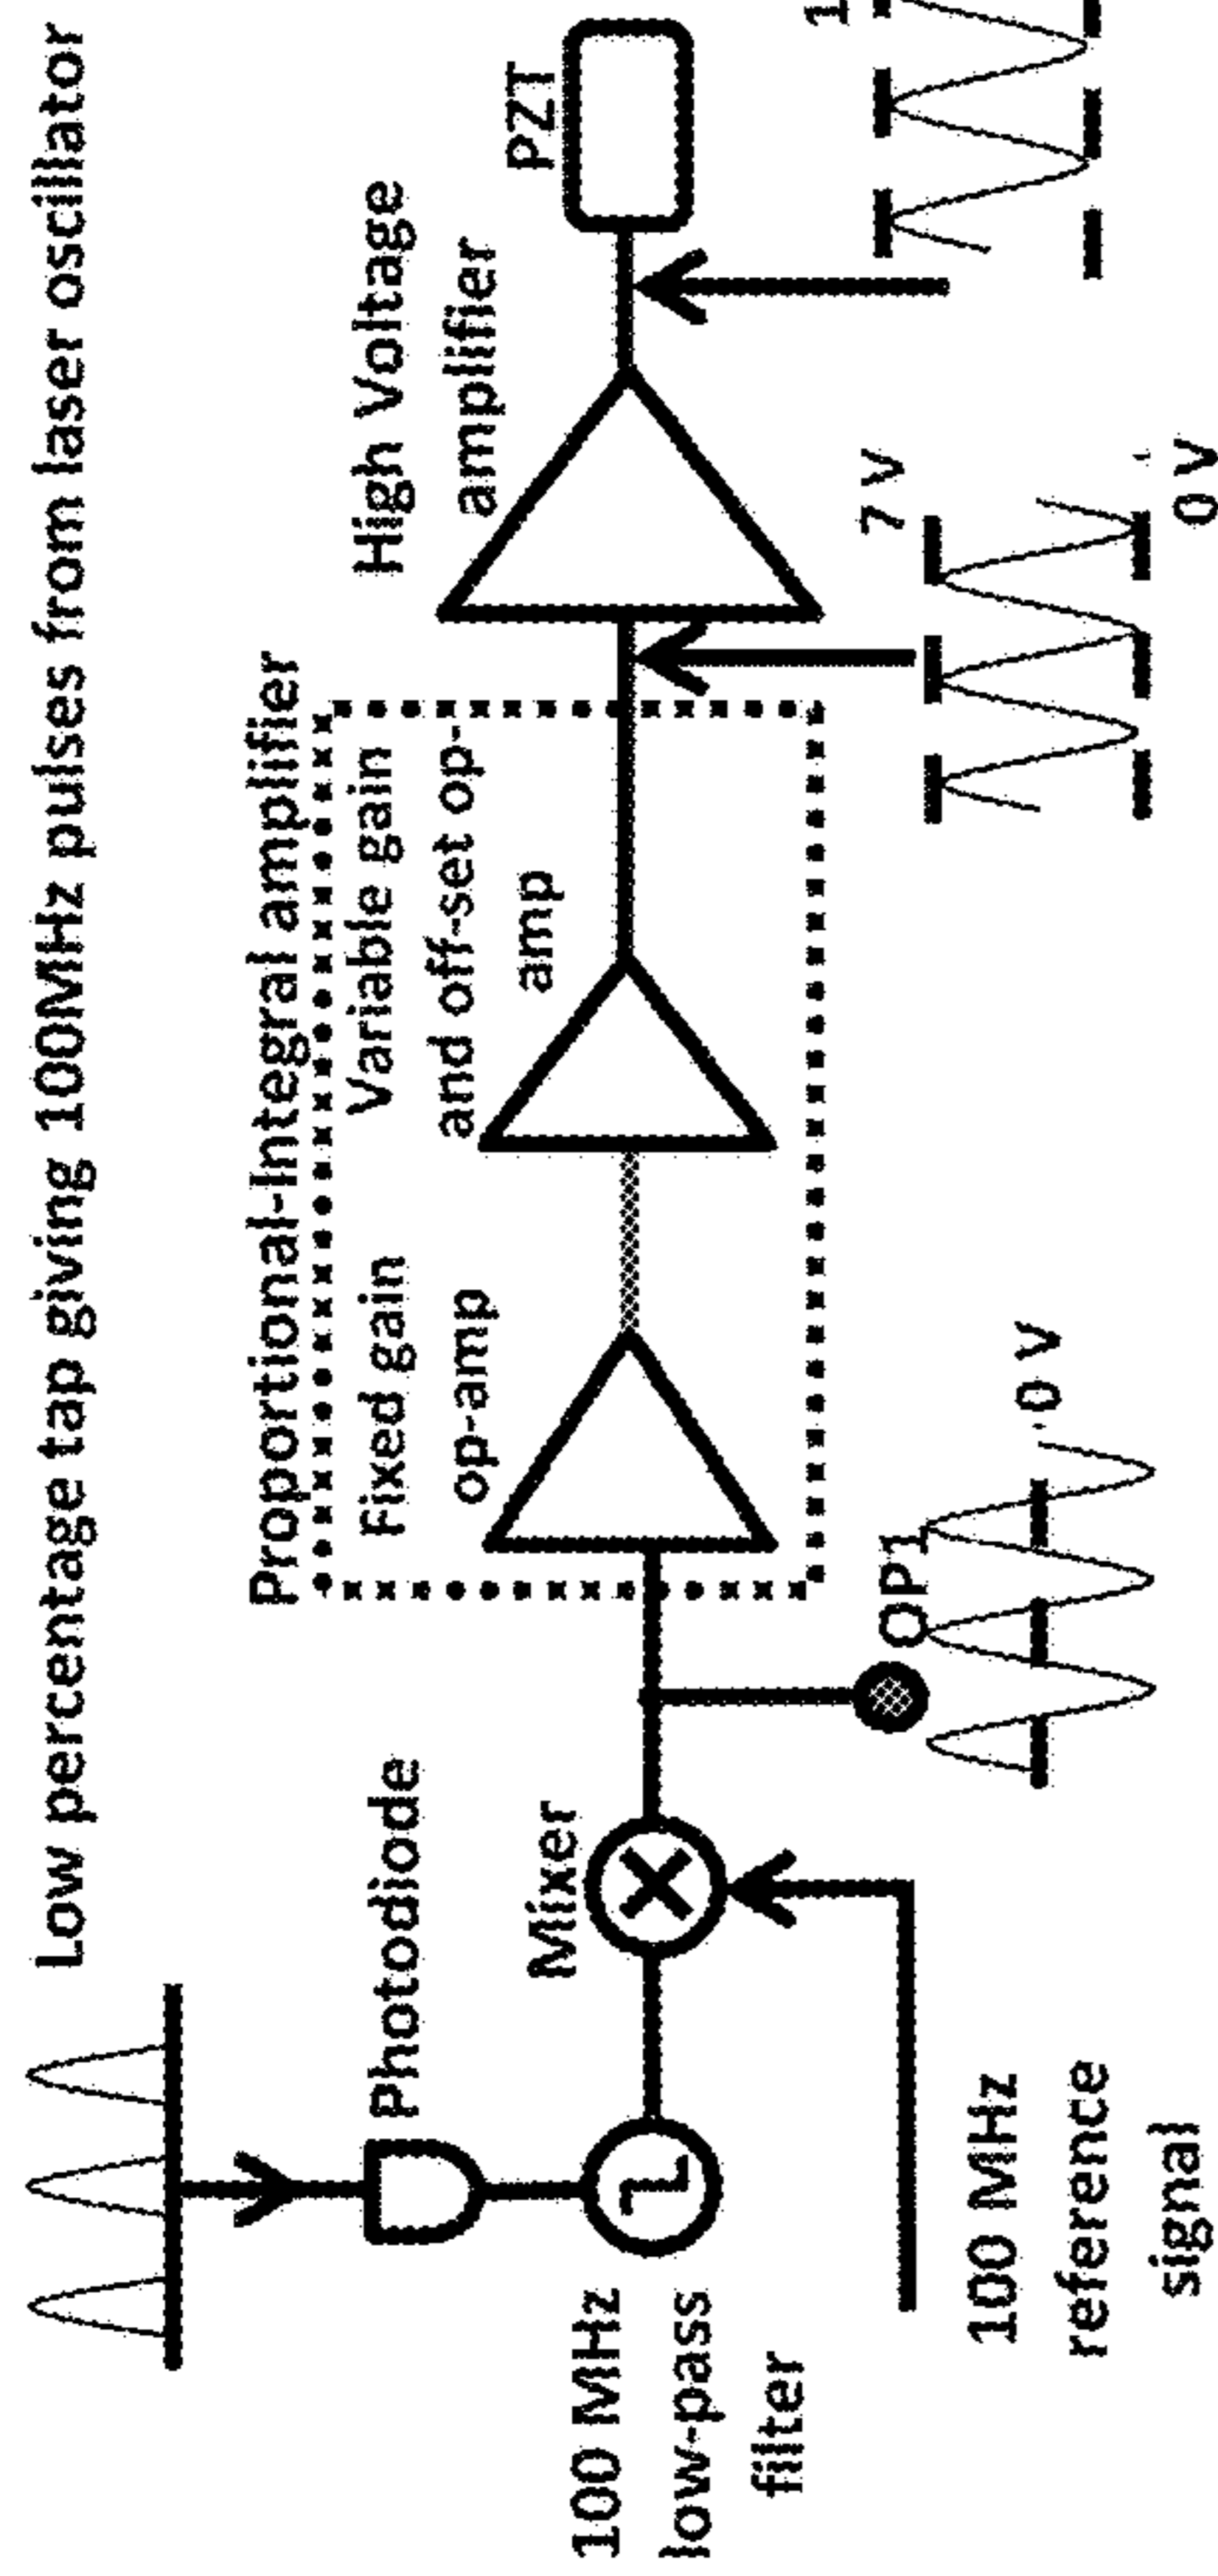 Low percentage tap giving 100MHz pulses from laser oscillator
Photodiode
100 MHz
low-pass
filter
Mixer
100 MHz
reference
signal
OP1
0 V
Proportional-Integral amplifier
Fixed gain
op-amp
Variable gain
and off-set op-
amp
7 V
0 V
High Voltage
amplifier
PZT